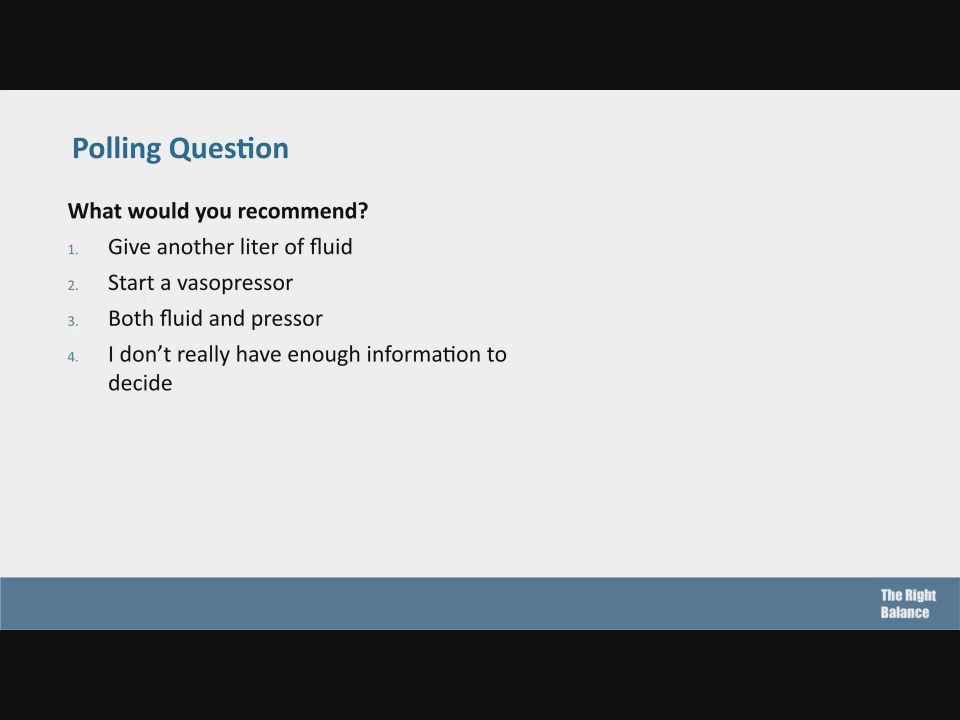 Polling Question
What would you recommend?
1. Give another liter of fluid
2. Start a vasopressor
3. Both fluid and pressor
4. I don’t really have enough information to
decide
The Right
Balance